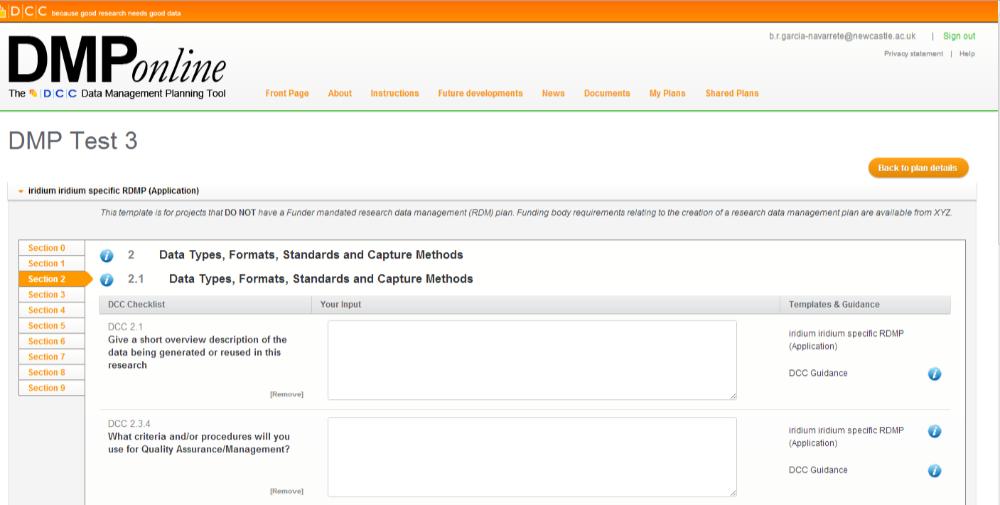 DCC because good research needs good data
b.r.garcia-navarrete@newcastle.ac.uk | Sign out
Privacy statement | Help
DMPonline
The DCC Data Management Planning Tool
Front Page About Instructions Future developments News Documents My Plans Shared Plans
DMP Test 3
Back to plan details
iridium iridium specific RDMP (Application)
This template is for projects that DO NOT have a Funder mandated research data management (RDM) plan. Funding body requirements relating to the creation of a research data management plan are available from XYZ.
Section 0
Section 1
Section 2
Section 3
Section 4
Section 5
Section 6
Section 7
Section 8
Section 9
2 Data Types, Formats, Standards and Capture Methods
2.1 Data Types, Formats, Standards and Capture Methods
DCC Checklist Your Input Templates & Guidance
DCC 2.1
Give a short overview description of the
data being generated or reused in this
research
[Remove]
iridium iridium specific RDMP
(Application)
DCC Guidance
DCC 2.3.4
What criteria and/or procedures will you
use for Quality Assurance/Management?
[Remove]
iridium iridium specific RDMP
(Application)
DCC Guidance